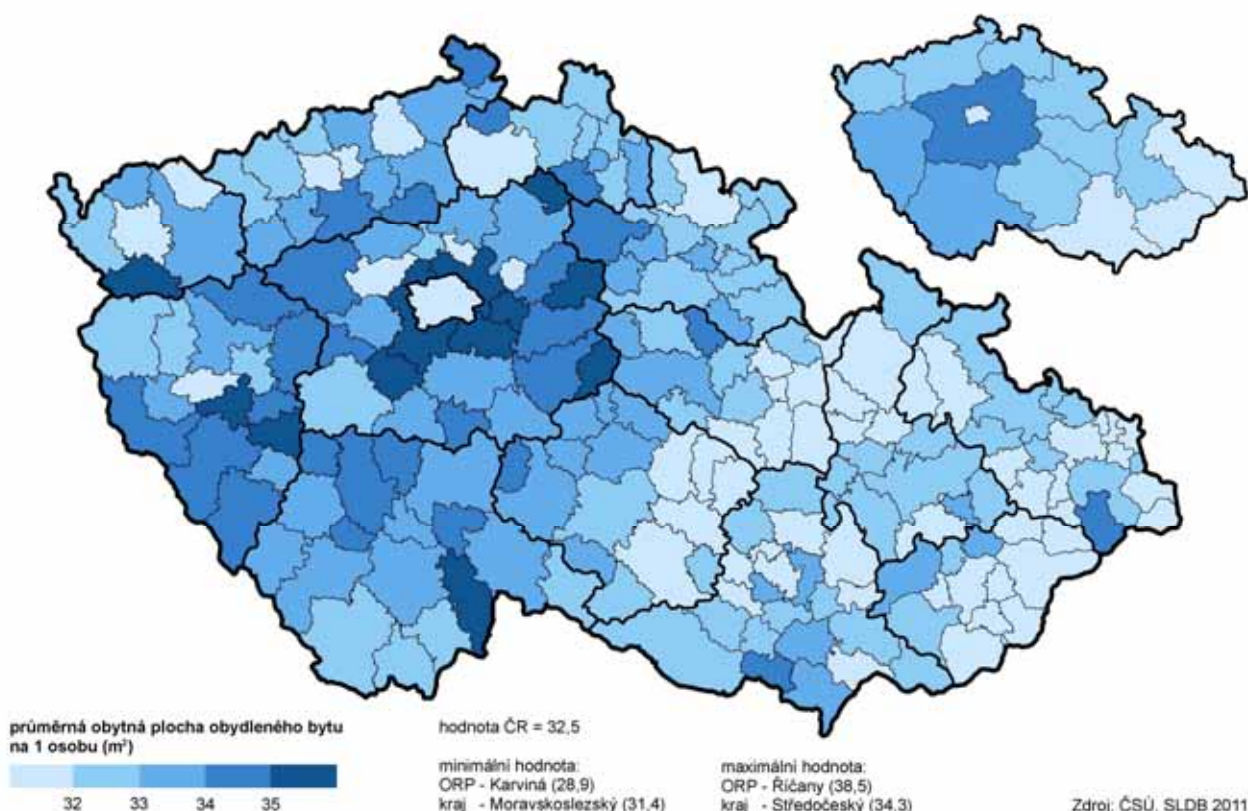 průměrná obytná plocha obydleného bytu
na 1 osobu (m²)
32 33 34 35
hodnota ČR = 32,5
minimální hodnota:
ORP - Karviná (28,9)
kraj - Moravskoslezský (31,4)
maximální hodnota:
ORP - Říčany (38,5)
kraj - Středočeský (34,3)
Zdroj: ČSÚ, SLDB